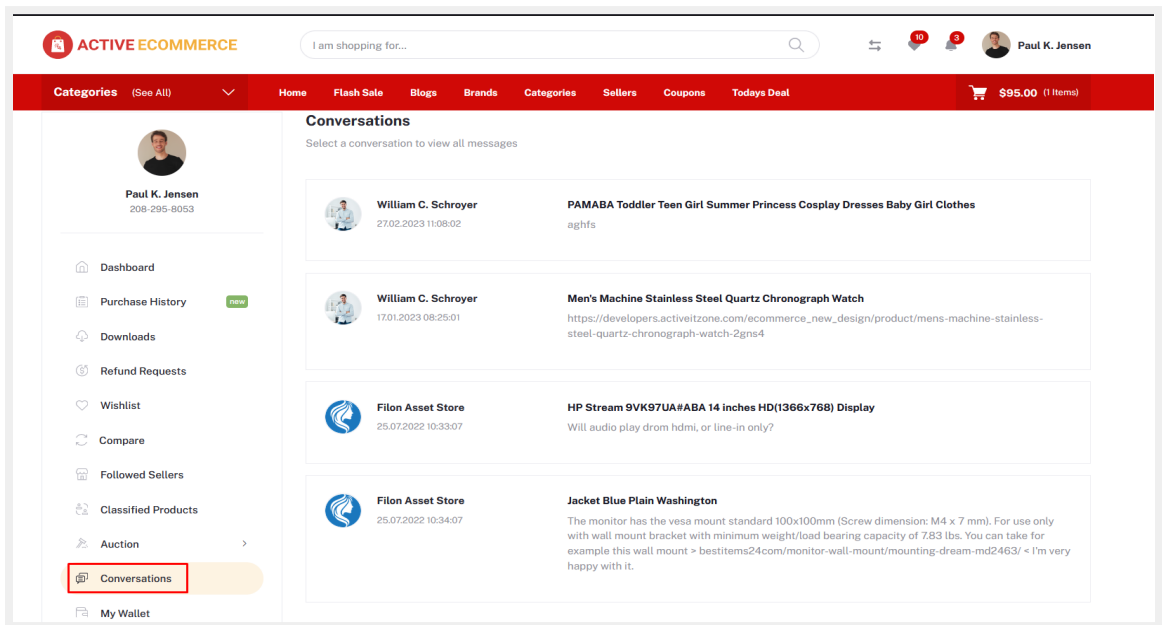 ACTIVE ECOMMERCE
I am shopping for...
10
3
Paul K. Jensen
Categories (See All)
Home Flash Sale Blogs Brands Categories Sellers Coupons Todays Deal
$95.00 (1 Items)
Paul K. Jensen
208-295-8053
Dashboard
Purchase History new
Downloads
Refund Requests
Wishlist
Compare
Followed Sellers
Classified Products
Auction
Conversations
My Wallet
Conversations
Select a conversation to view all messages
William C. Schroyer
27.02.2023 11:08:02
PAMABA Toddler Teen Girl Summer Princess Cosplay Dresses Baby Girl Clothes
aghfs
William C. Schroyer
17.01.2023 08:25:01
Men's Machine Stainless Steel Quartz Chronograph Watch
https://developers.activeitzone.com/ecommerce_new_design/product/mens-machine-stainless-
steel-quartz-chronograph-watch-2gns4
Filon Asset Store
25.07.2022 10:33:07
HP Stream 9VK97UA#ABA 14 inches HD(1366x768) Display
Will audio play drom hdmi, or line-in only?
Filon Asset Store
25.07.2022 10:34:07
Jacket Blue Plain Washington
The monitor has the vesa mount standard 100x100mm (Screw dimension: M4 x 7 mm). For use only
with wall mount bracket with minimum weight/load bearing capacity of 7.83 lbs. You can take for
example this wall mount > bestitems24com/monitor-wall-mount/mounting-dream-md2463/ < I'm very
happy with it.